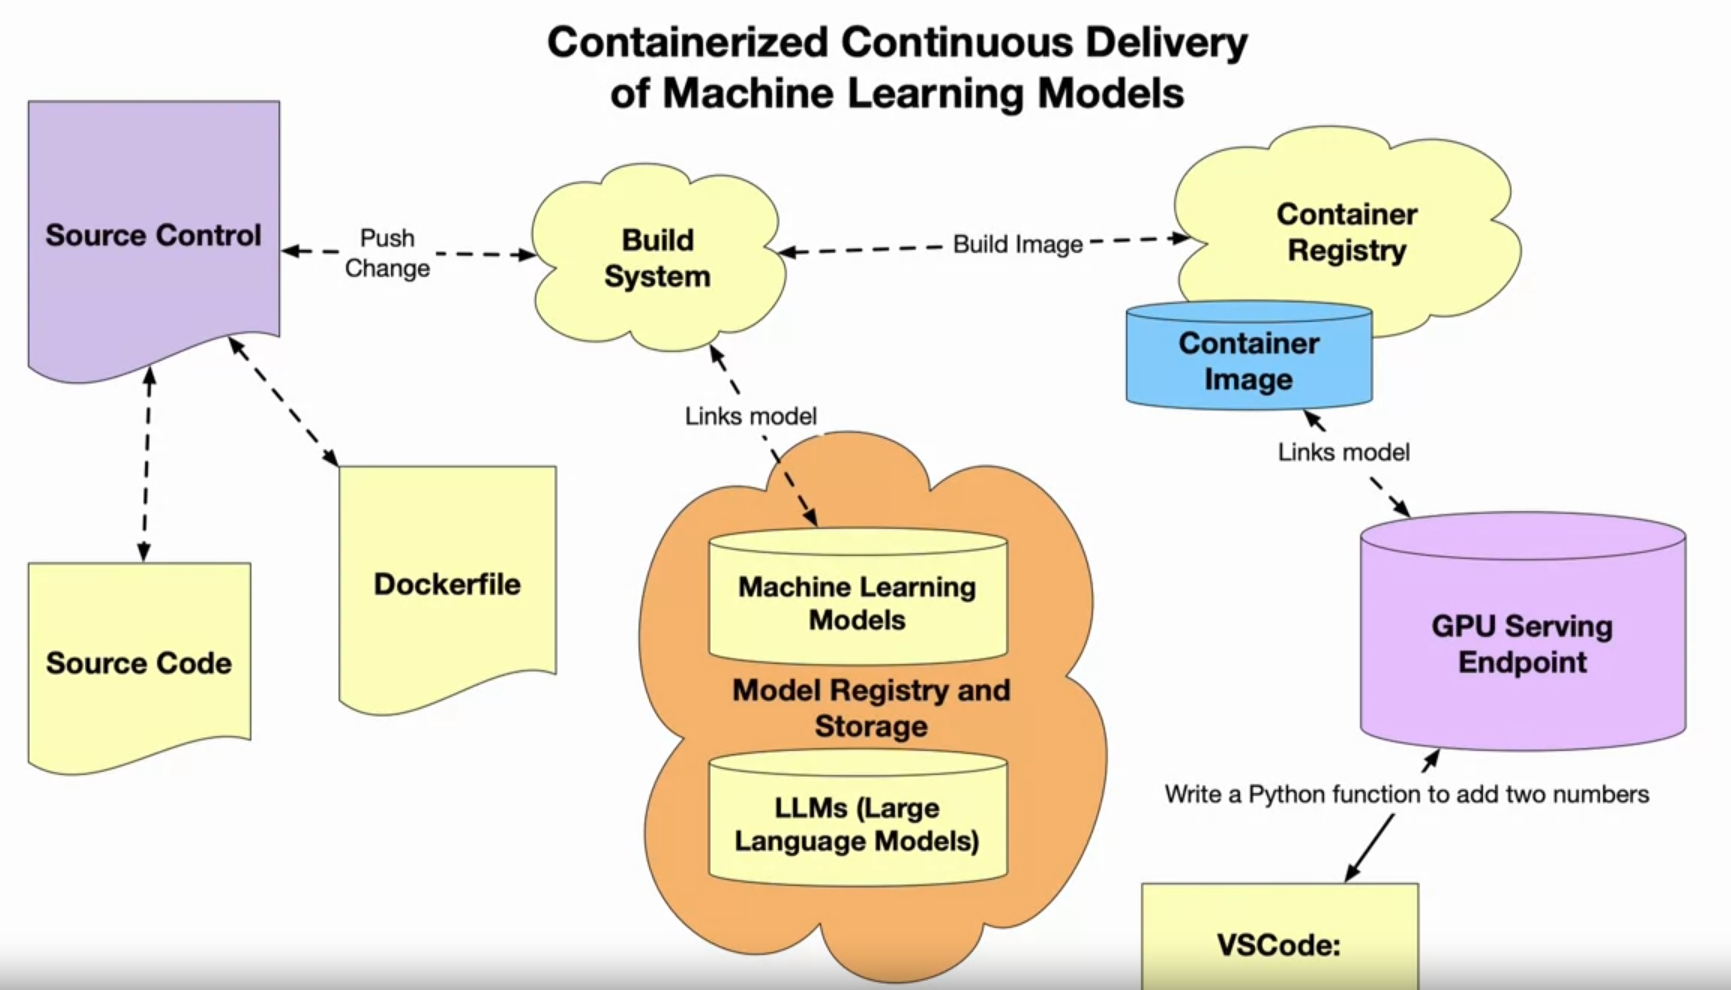 Containerized Continuous Delivery
of Machine Learning Models
Source Control
Push
Change
Build
System
Build Image
Container
Registry
Container
Image
Links model
Links model
Dockerfile
Source Code
Machine Learning
Models
Model Registry and
Storage
LLMs (Large
Language Models)
GPU Serving
Endpoint
Write a Python function to add two numbers
VSCode: